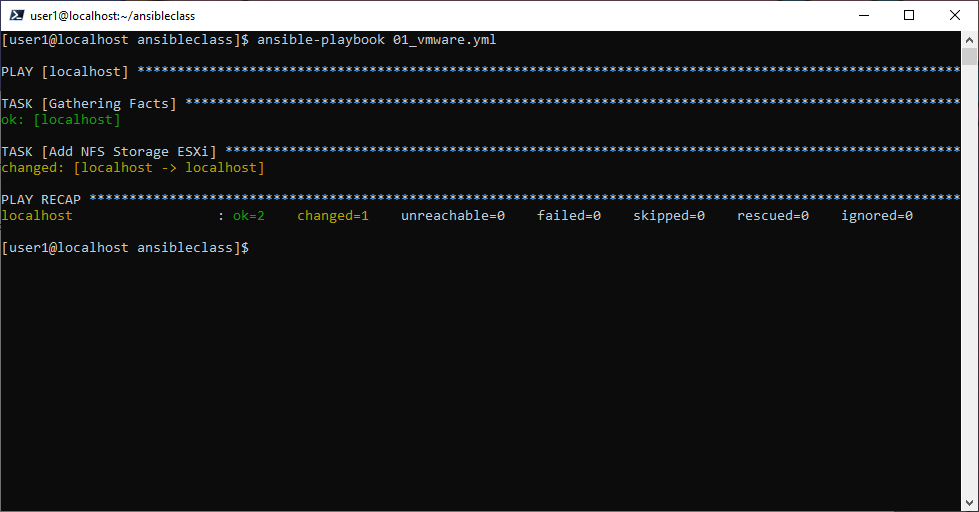 user1@localhost:~/ansibleclass
[user1@localhost ansibleclass]$ ansible-playbook 01_vmware.yml
PLAY [localhost] *******************************************************************************************************
TASK [Gathering Facts] *************************************************************************************************
ok: [localhost]
TASK [Add NFS Storage ESXi] ********************************************************************************************
changed: [localhost -> localhost]
PLAY RECAP *************************************************************************************************************
localhost                  : ok=2    changed=1    unreachable=0    failed=0    skipped=0    rescued=0    ignored=0
[user1@localhost ansibleclass]$